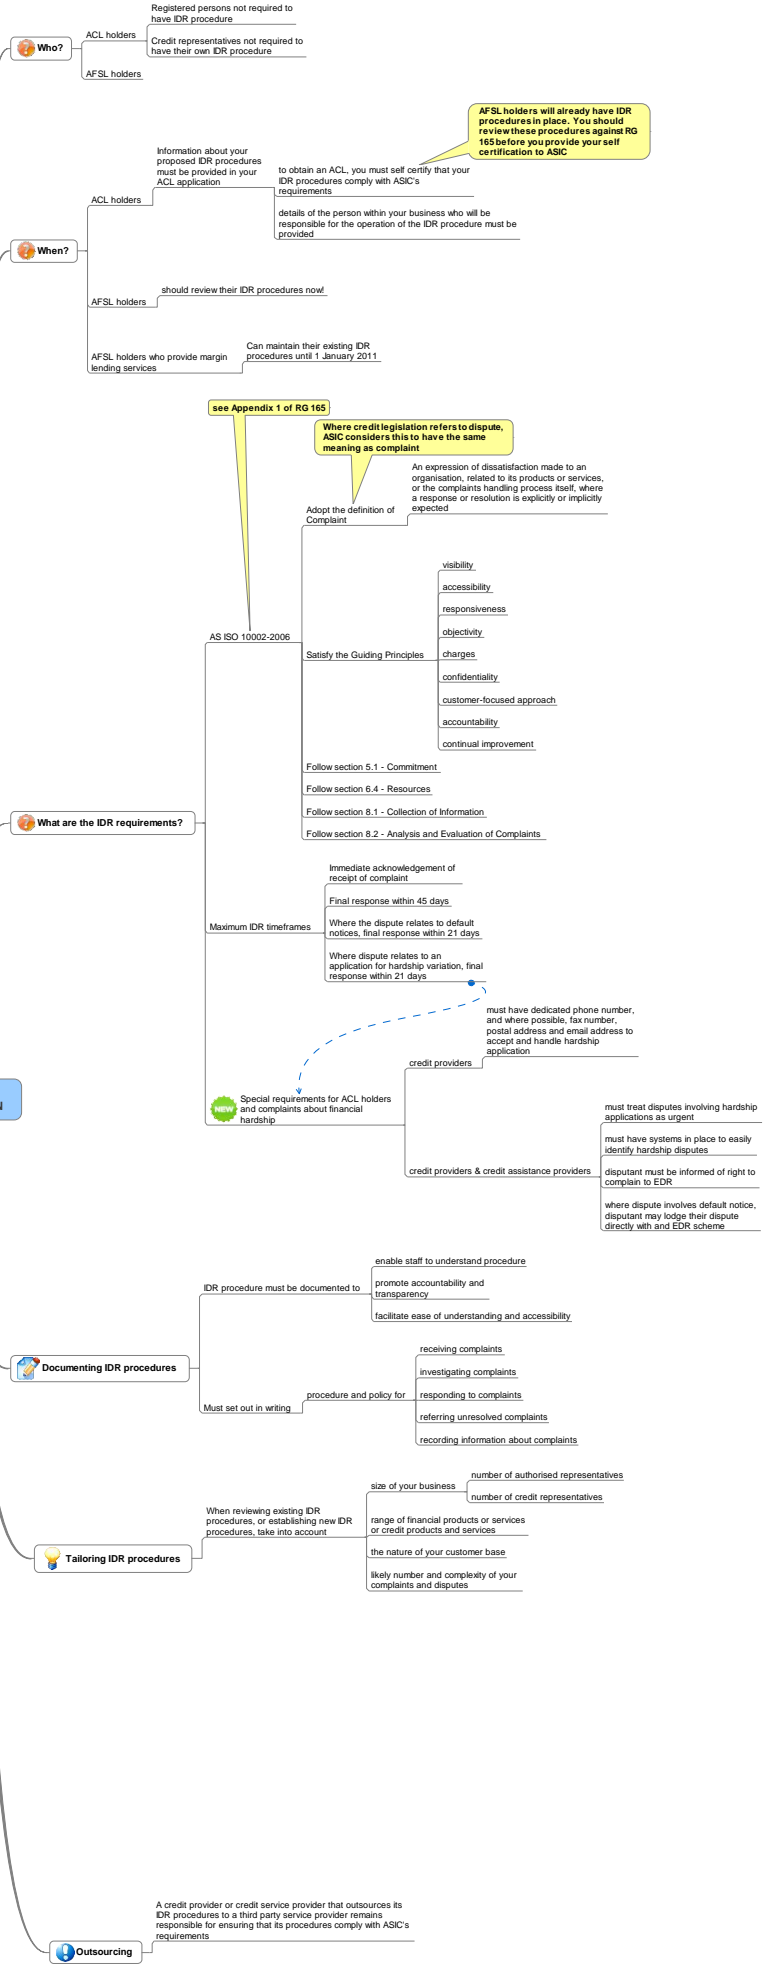 Registered persons not required to
have IDR procedure
ACL holders
Who?
Credit representatives not required to
have their own IDR procedure
AFSL holders
AFSL holders will already have IDR
procedures in place. You should
review these procedures against RG
165 before you provide your self
certification to ASIC
Information about your
proposed IDR procedures
must be provided in your
ACL application
to obtain an ACL, you must self certify that your
IDR procedures comply with ASIC's
requirements
ACL holders
details of the person within your business who will be
responsible for the operation of the IDR procedure must be
provided
When?
should review their IDR procedures now!
AFSL holders
Can maintain their existing IDR
procedures until 1 January 2011
AFSL holders who provide margin
lending services
see Appendix 1 of RG 165
Where credit legislation refers to dispute,
ASIC considers this to have the same
meaning as complaint
An expression of dissatisfaction made to an
organisation, related to its products or services,
or the complaints handling process itself, where
a response or resolution is explicitly or implicitly
expected
Adopt the definition of
Complaint
visibility
accessibility
responsiveness
objectivity
AS ISO 10002-2006
Satisfy the Guiding Principles
charges
confidentiality
customer-focused approach
accountability
continual improvement
Follow section 5.1 - Commitment
Follow section 6.4 - Resources
Follow section 8.1 - Collection of Information
What are the IDR requirements?
Follow section 8.2 - Analysis and Evaluation of Complaints
Immediate acknowledgement of
receipt of complaint
Final response within 45 days
Maximum IDR timeframes
Where the dispute relates to default
notices, final response within 21 days
Where dispute relates to an
application for hardship variation, final
response within 21 days
must have dedicated phone number,
and where possible, fax number,
postal address and email address to
accept and handle hardship
application
credit providers
NEW
Special requirements for ACL holders
and complaints about financial
hardship
N
must treat disputes involving hardship
applications as urgent
must have systems in place to easily
identify hardship disputes
credit providers & credit assistance providers
disputant must be informed of right to
complain to EDR
where dispute involves default notice,
disputant may lodge their dispute
directly with and EDR scheme
enable staff to understand procedure
IDR procedure must be documented to
promote accountability and
transparency
facilitate ease of understanding and accessibility
Documenting IDR procedures
receiving complaints
investigating complaints
Must set out in writing
procedure and policy for
responding to complaints
referring unresolved complaints
recording information about complaints
number of authorised representatives
size of your business
number of credit representatives
When reviewing existing IDR
procedures, or establishing new IDR
procedures, take into account
range of financial products or services
or credit products and services
Tailoring IDR procedures
the nature of your customer base
likely number and complexity of your
complaints and disputes
A credit provider or credit service provider that outsources its
IDR procedures to a third party service provider remains
responsible for ensuring that its procedures comply with ASIC's
requirements
Outsourcing